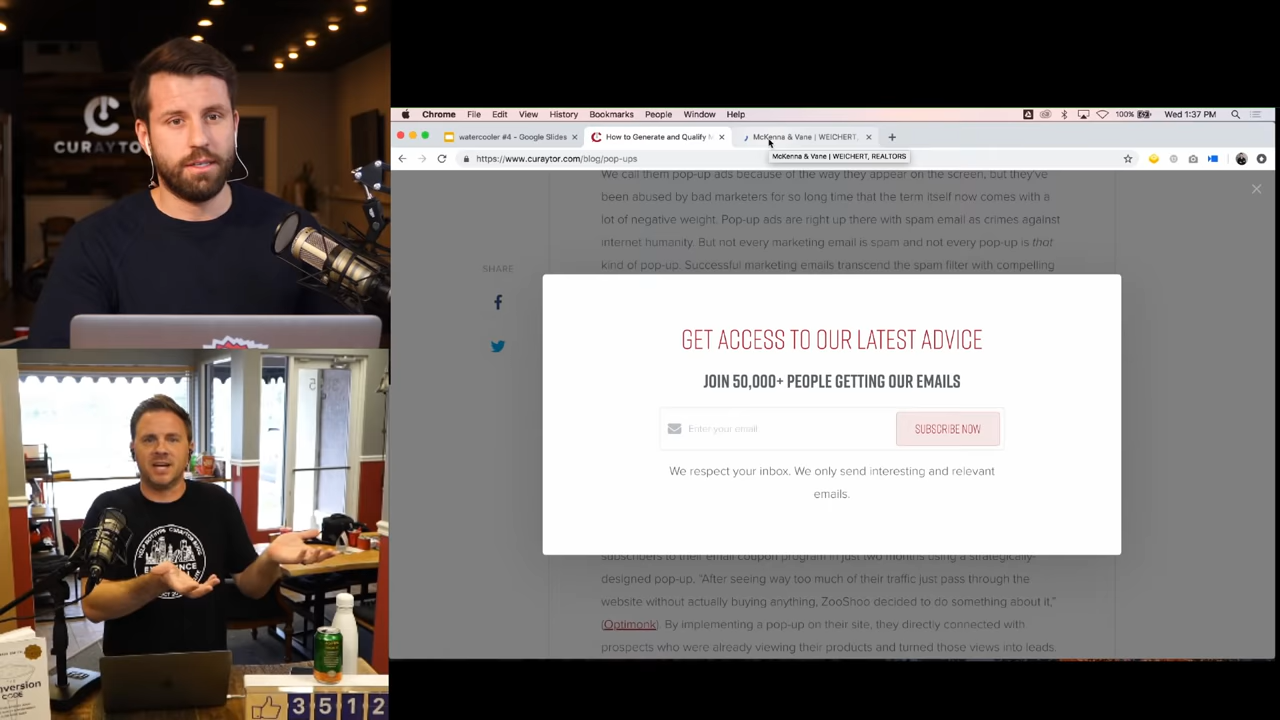 CURAYTOR
nversion
CODE
3512
Chrome File Edit View History Bookmarks People Window Help
100% Wed 1:37 PM
watercooler #4 - Google Slides
How to Generate and Qualify
McKenna & Vane | WEICHERT,
https://www.curaytor.com/blog/pop-ups
McKenna & Vane | WEICHERT, REALTORS
We call them pop-up ads because of the way they appear on the screen, but they've
been abused by bad marketers for so long time that the term itself now comes with a
lot of negative weight. Pop-up ads are right up there with spam email as crimes against
internet humanity. But not every marketing email is spam and not every pop-up is that
kind of pop-up. Successful marketing emails transcend the spam filter with compelling
SHARE
GET ACCESS TO OUR LATEST ADVICE
JOIN 50,000+ PEOPLE GETTING OUR EMAILS
Enter your email
SUBSCRIBE NOW
We respect your inbox. We only send interesting and relevant
emails.
subscribers to their email coupon program in just two months using a strategically
designed pop-up. "After seeing way too much of their traffic just pass through the
website without actually buying anything, ZooShoo decided to do something about it,"
(Optimonk). By implementing a pop-up on their site, they directly connected with
prospects who were already viewing their products and turned those views into leads.